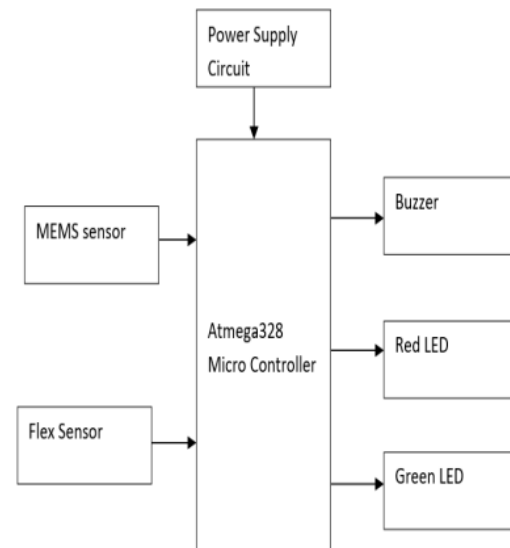 Power Supply
Circuit
MEMS sensor
Flex Sensor
Atmega328
Micro Controller
Buzzer
Red LED
Green LED